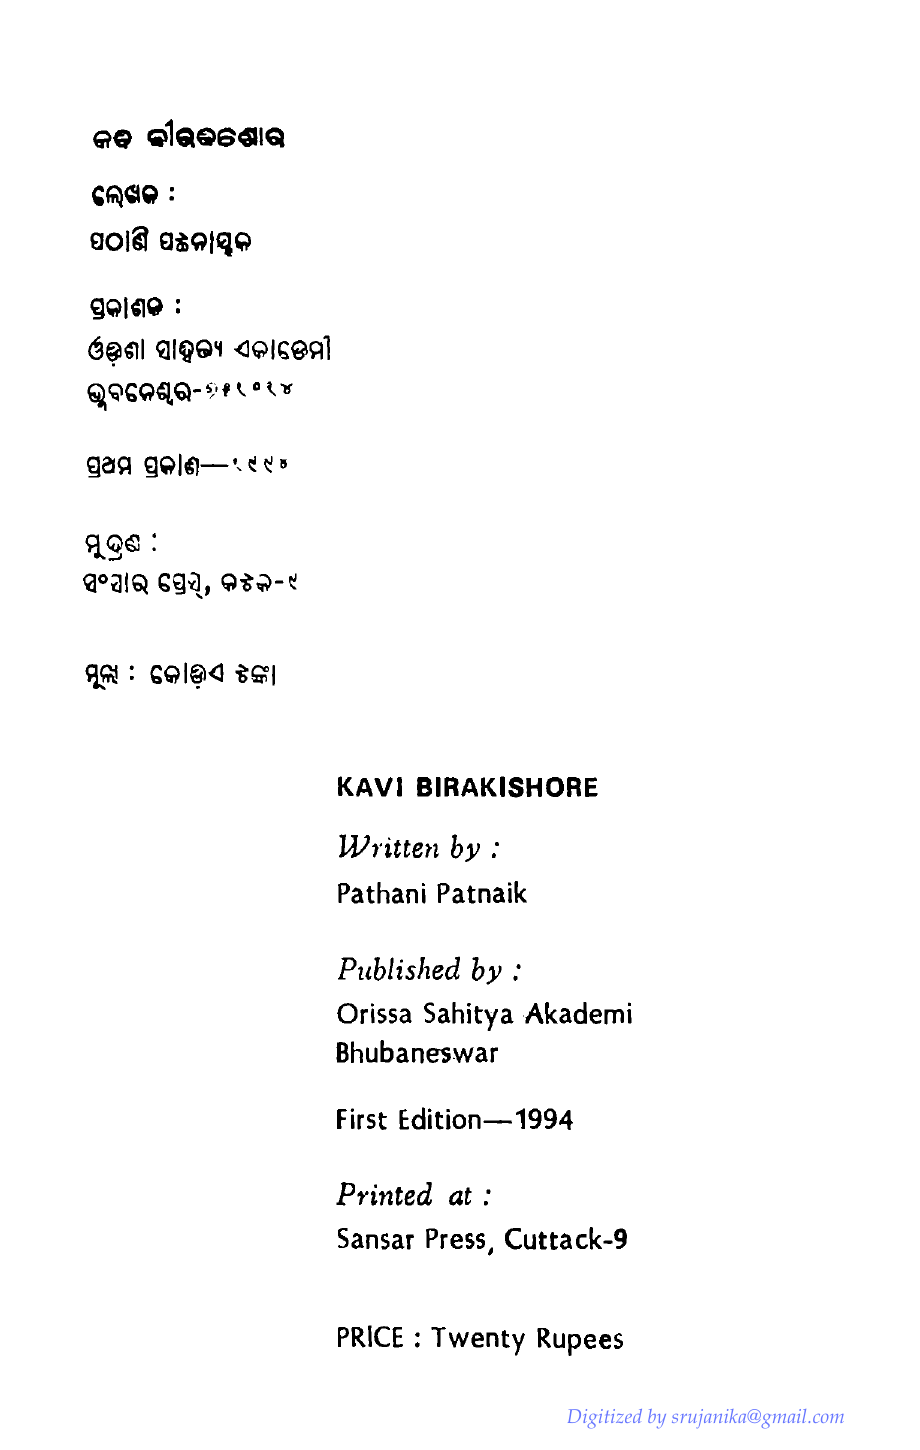 କବି ବୀରକିଶୋର
ଲେଖକ :
ପଠାଣି ପଟ୍ଟନାୟକ
ପ୍ରକାଶକ :
ଓଡ଼ିଶା ସାହିତ୍ୟ ଏକାଡେମୀ
ଭୁବନେଶ୍ୱର-୭୫୧୦୧୪
ପ୍ରଥମ ପ୍ରକାଶ—
ମୁଦ୍ରଣ :
ସଂସାର ପ୍ରେସ୍, କଟକ-୯
ମୂଲ୍ୟ : କୋଡ଼ିଏ ଟଙ୍କା
KAVI BIRAKISHORE
Written by :
Pathani Patnaik
Published by :
Orissa Sahitya Akademi
Bhubaneswar
First Edition—1994
Printed at :
Sansar Press, Cuttack-9
PRICE : Twenty Rupees
Digitized by srujanika@gmail.com